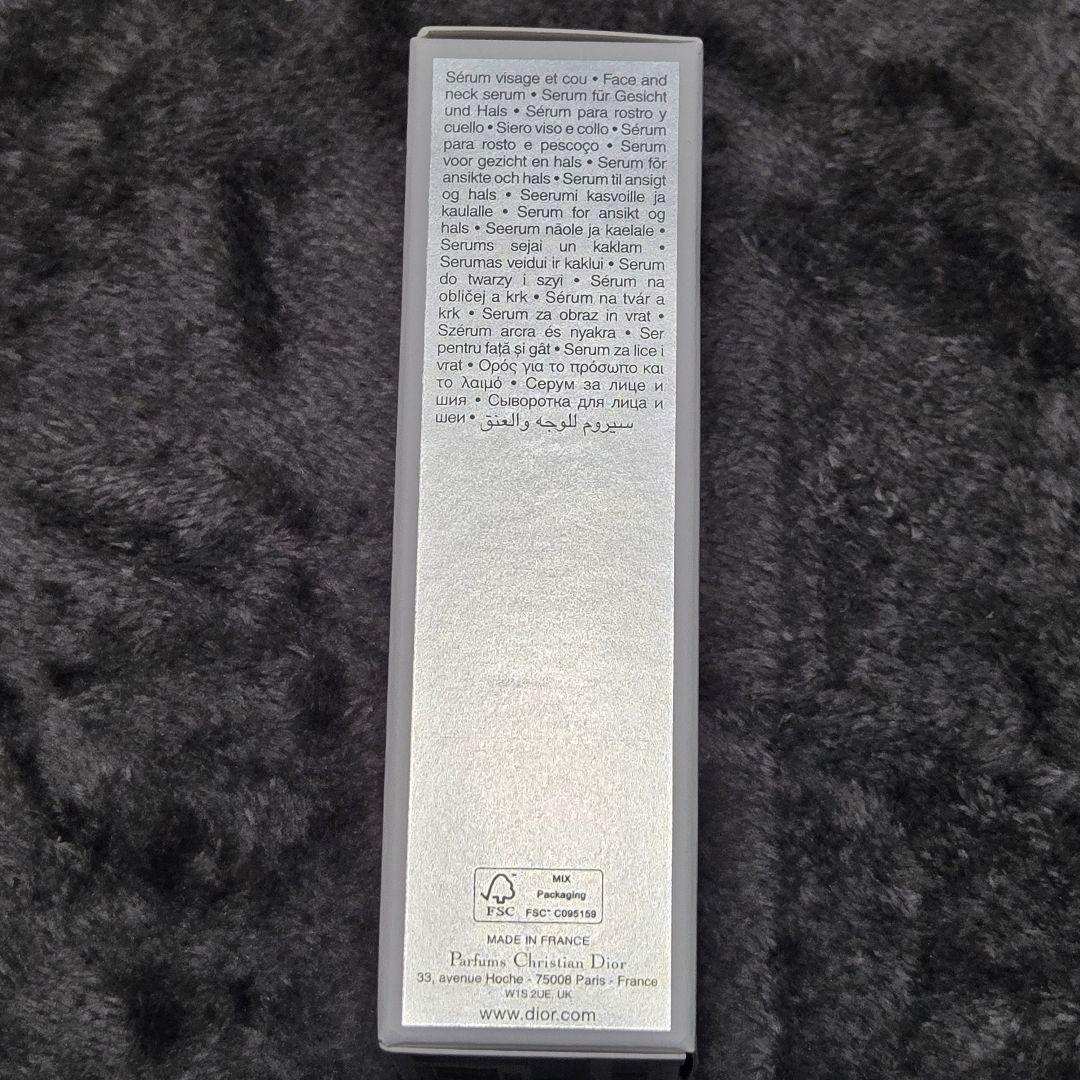 Sérum visage et cou • Face and
neck serum • Serum für Gesicht
und Hals • Sérum para rostro y
cuello • Siero viso e collo • Sérum
para rosto e pescoço • Serum
voor gezicht en hals • Serum för
ansikte och hals • Serum til ansigt
og hals • Seerumi kasvoille ja
kaulalle • Serum for ansikt og
hals • Seerum näole ja kaelale •
Serums sejai un kaklam •
Serumas veidui ir kaklui • Serum
do twarzy i szyi • Sérum na
obličej a krk • Sérum na tvár a
krk • Serum za obraz in vrat •
Szérum arcra és nyakra • Ser
pentru față și gât • Serum za lice i
vrat • Ορός για το πρόσωπο και
το λαιμό • Серум за лице и
шия • Сыворотка для лица и
шеи • سيروم للوجه والعنق
MIX
Packaging
FSC FSC™ C095159
MADE IN FRANCE
Parfums Christian Dior
33, avenue Hoche - 75008 Paris - France
W1S 2UE, UK
www.dior.com